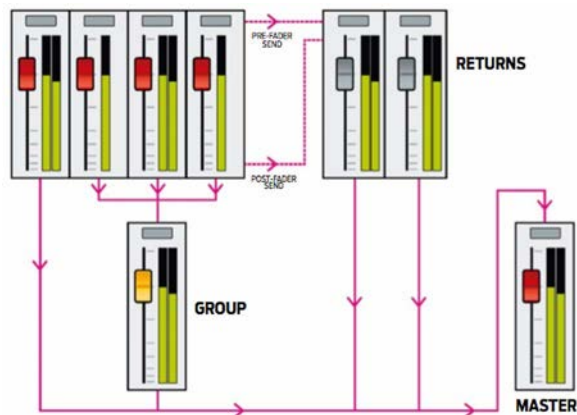 PRE-FADER
SEND
RETURNS
POST-FADER
SEND
GROUP
MASTER